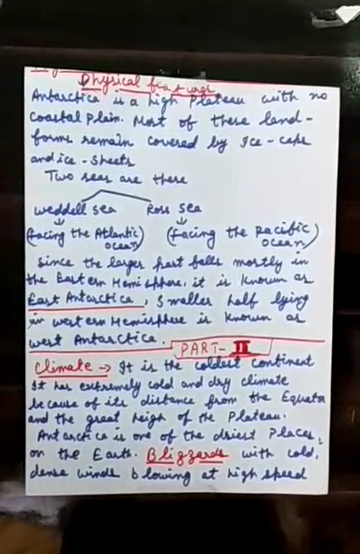 Physical features
Antarctica is a high Plateau with no
coastal Plain. Most of these land-
forms remain covered by Ice-caps
and ice-sheets
Two seas are there
Weddell Sea Ross Sea
(facing the Atlantic ocean) (facing the pacific ocean)
Since the larger part falls mostly in
the Eastern Hemisphere, it is known as
East Antarctica, smaller half lying
in western Hemisphere is known as
west Antarctica.
PART-II
Climate → It is the coldest continent
It has extremely cold and dry climate
because of its distance from the Equator
and the great heigh of the Plateau.
Antarctica is one of the driest Places,
on the Earth. Blizzards with cold,
dense winds blowing at high speed